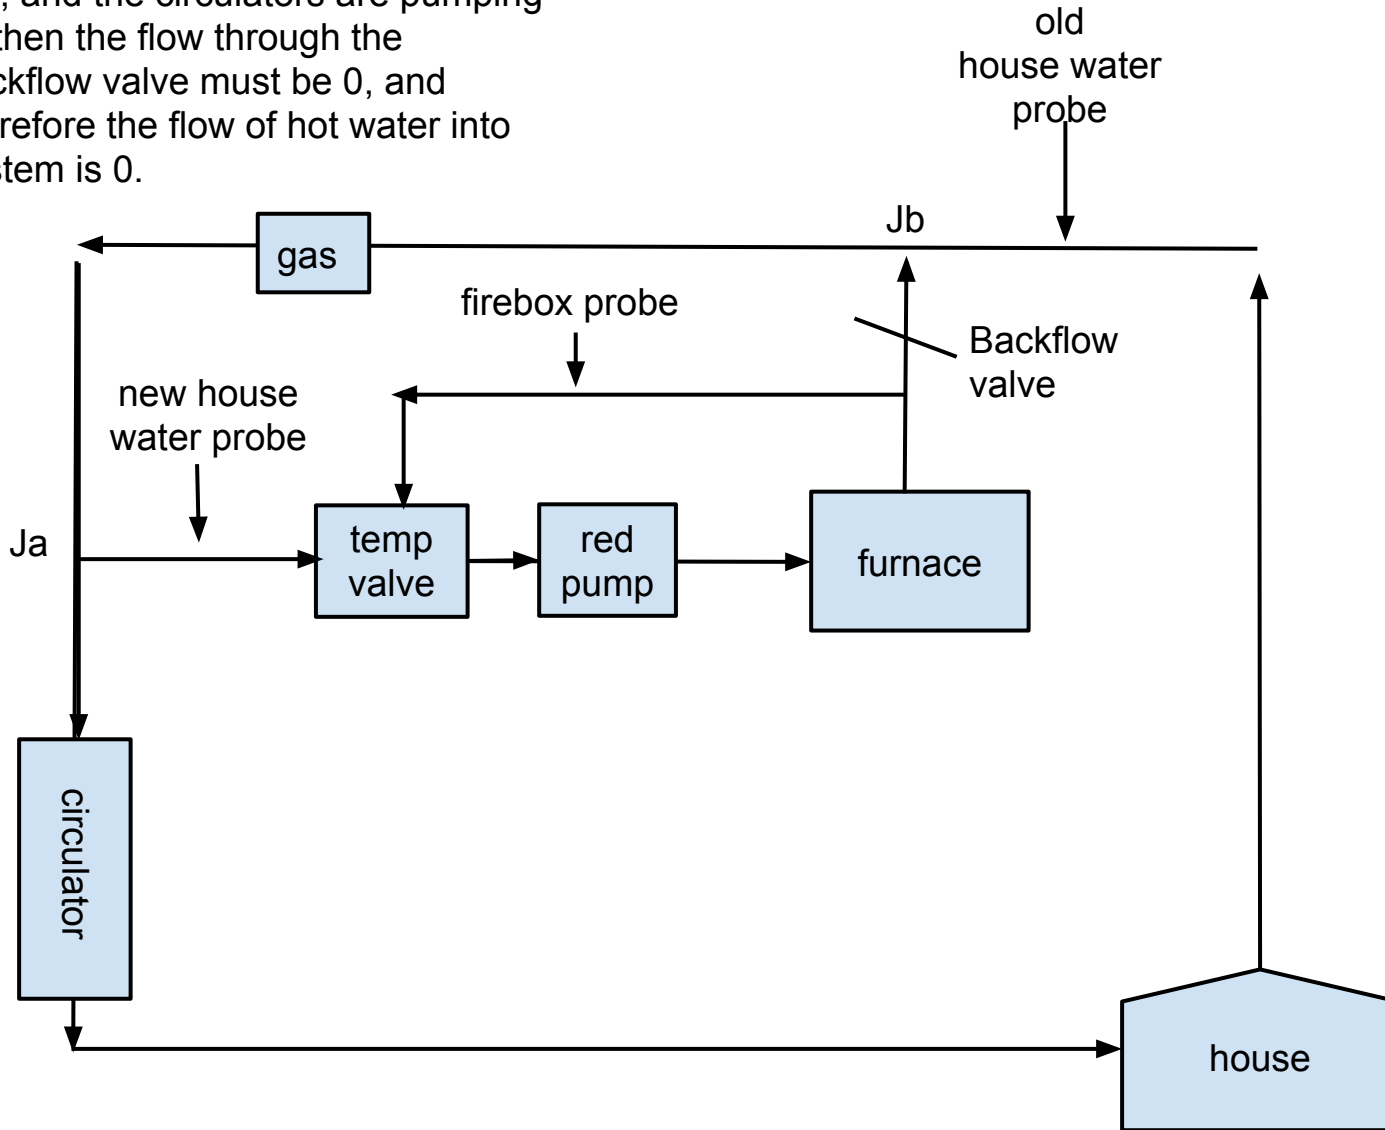 , and the circulators are pumping
then the flow through the
ckflow valve must be 0, and
refore the flow of hot water into
stem is 0.
old
house water
probe
Jb
gas
firebox probe
Backflow
valve
new house
water probe
Ja
temp
valve
red
pump
furnace
circulator
house